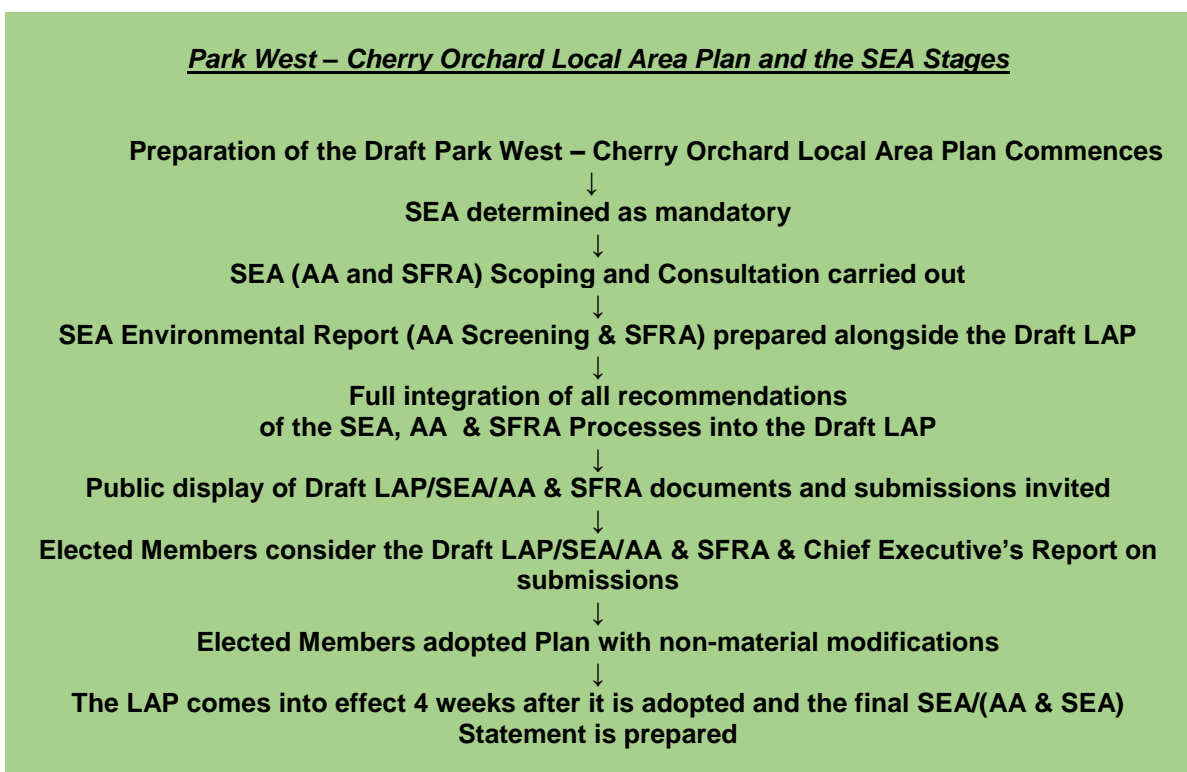 Park West – Cherry Orchard Local Area Plan and the SEA Stages
Preparation of the Draft Park West – Cherry Orchard Local Area Plan Commences
↓
SEA determined as mandatory
↓
SEA (AA and SFRA) Scoping and Consultation carried out
↓
SEA Environmental Report (AA Screening & SFRA) prepared alongside the Draft LAP
↓
Full integration of all recommendations
of the SEA, AA & SFRA Processes into the Draft LAP
↓
Public display of Draft LAP/SEA/AA & SFRA documents and submissions invited
↓
Elected Members consider the Draft LAP/SEA/AA & SFRA & Chief Executive’s Report on
submissions
↓
Elected Members adopted Plan with non-material modifications
↓
The LAP comes into effect 4 weeks after it is adopted and the final SEA/(AA & SEA)
Statement is prepared